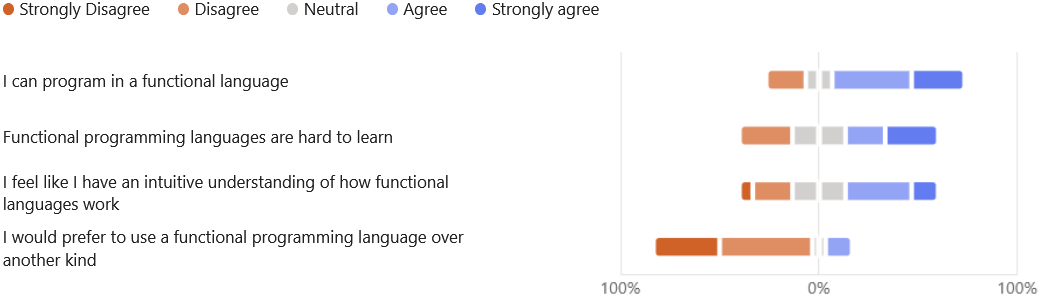 Strongly Disagree Disagree Neutral Agree Strongly agree
I can program in a functional language
Functional programming languages are hard to learn
I feel like I have an intuitive understanding of how functional
languages work
I would prefer to use a functional programming language over
another kind
100% 0% 100%